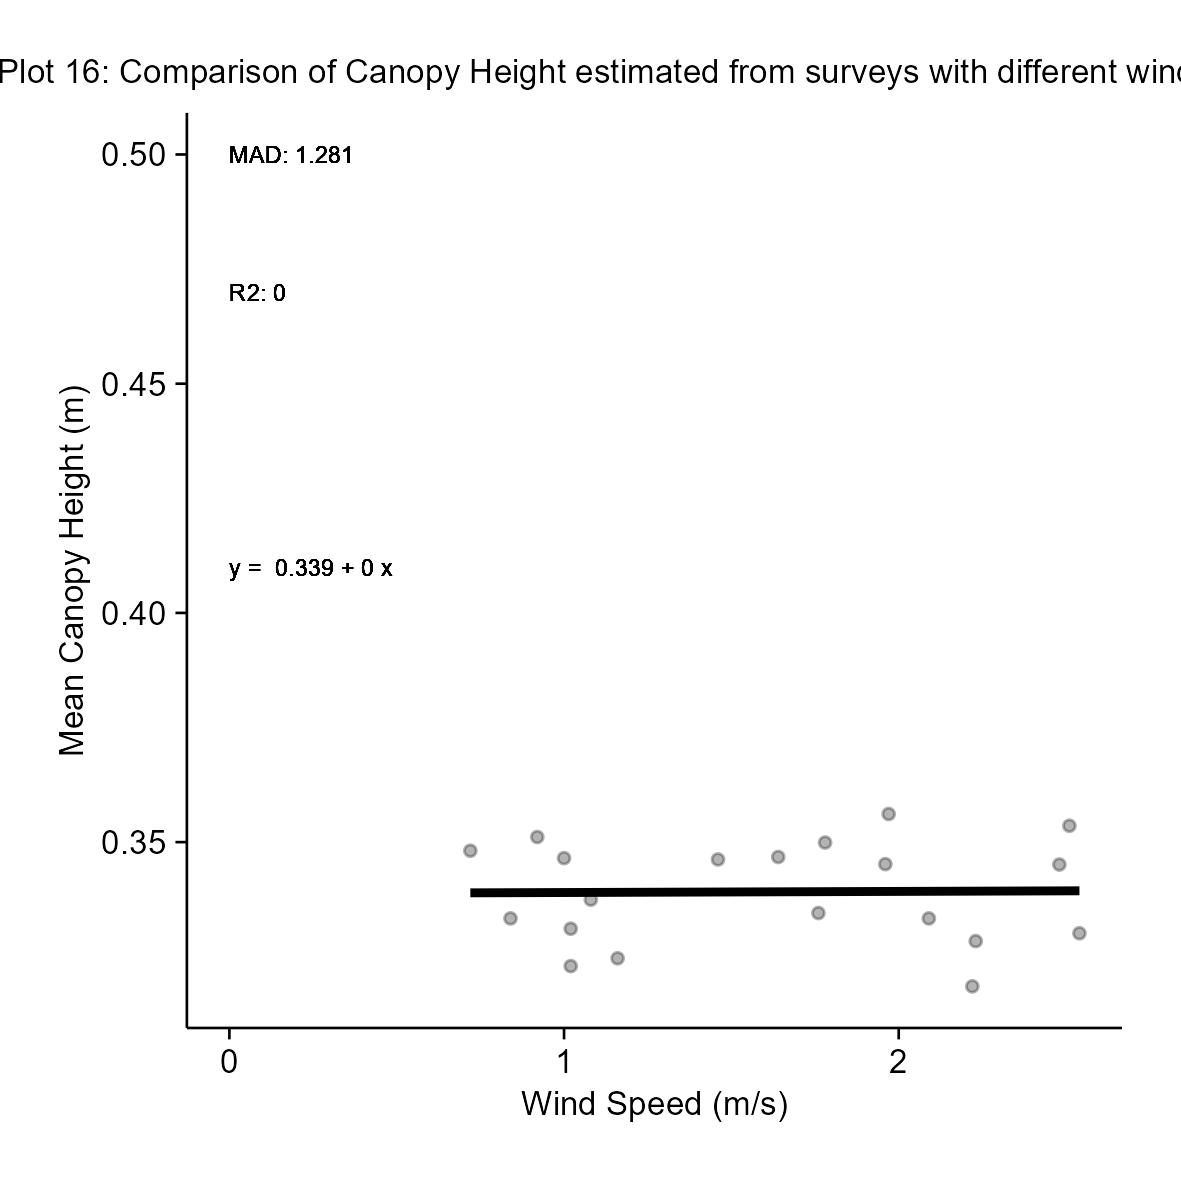 Plot 16: Comparison of Canopy Height estimated from surveys with different wind
0.50
MAD: 1.281
R2: 0
0.45
y = 0.339 + 0 x
0.40
0.35
Mean Canopy Height (m)
0 1 2
Wind Speed (m/s)